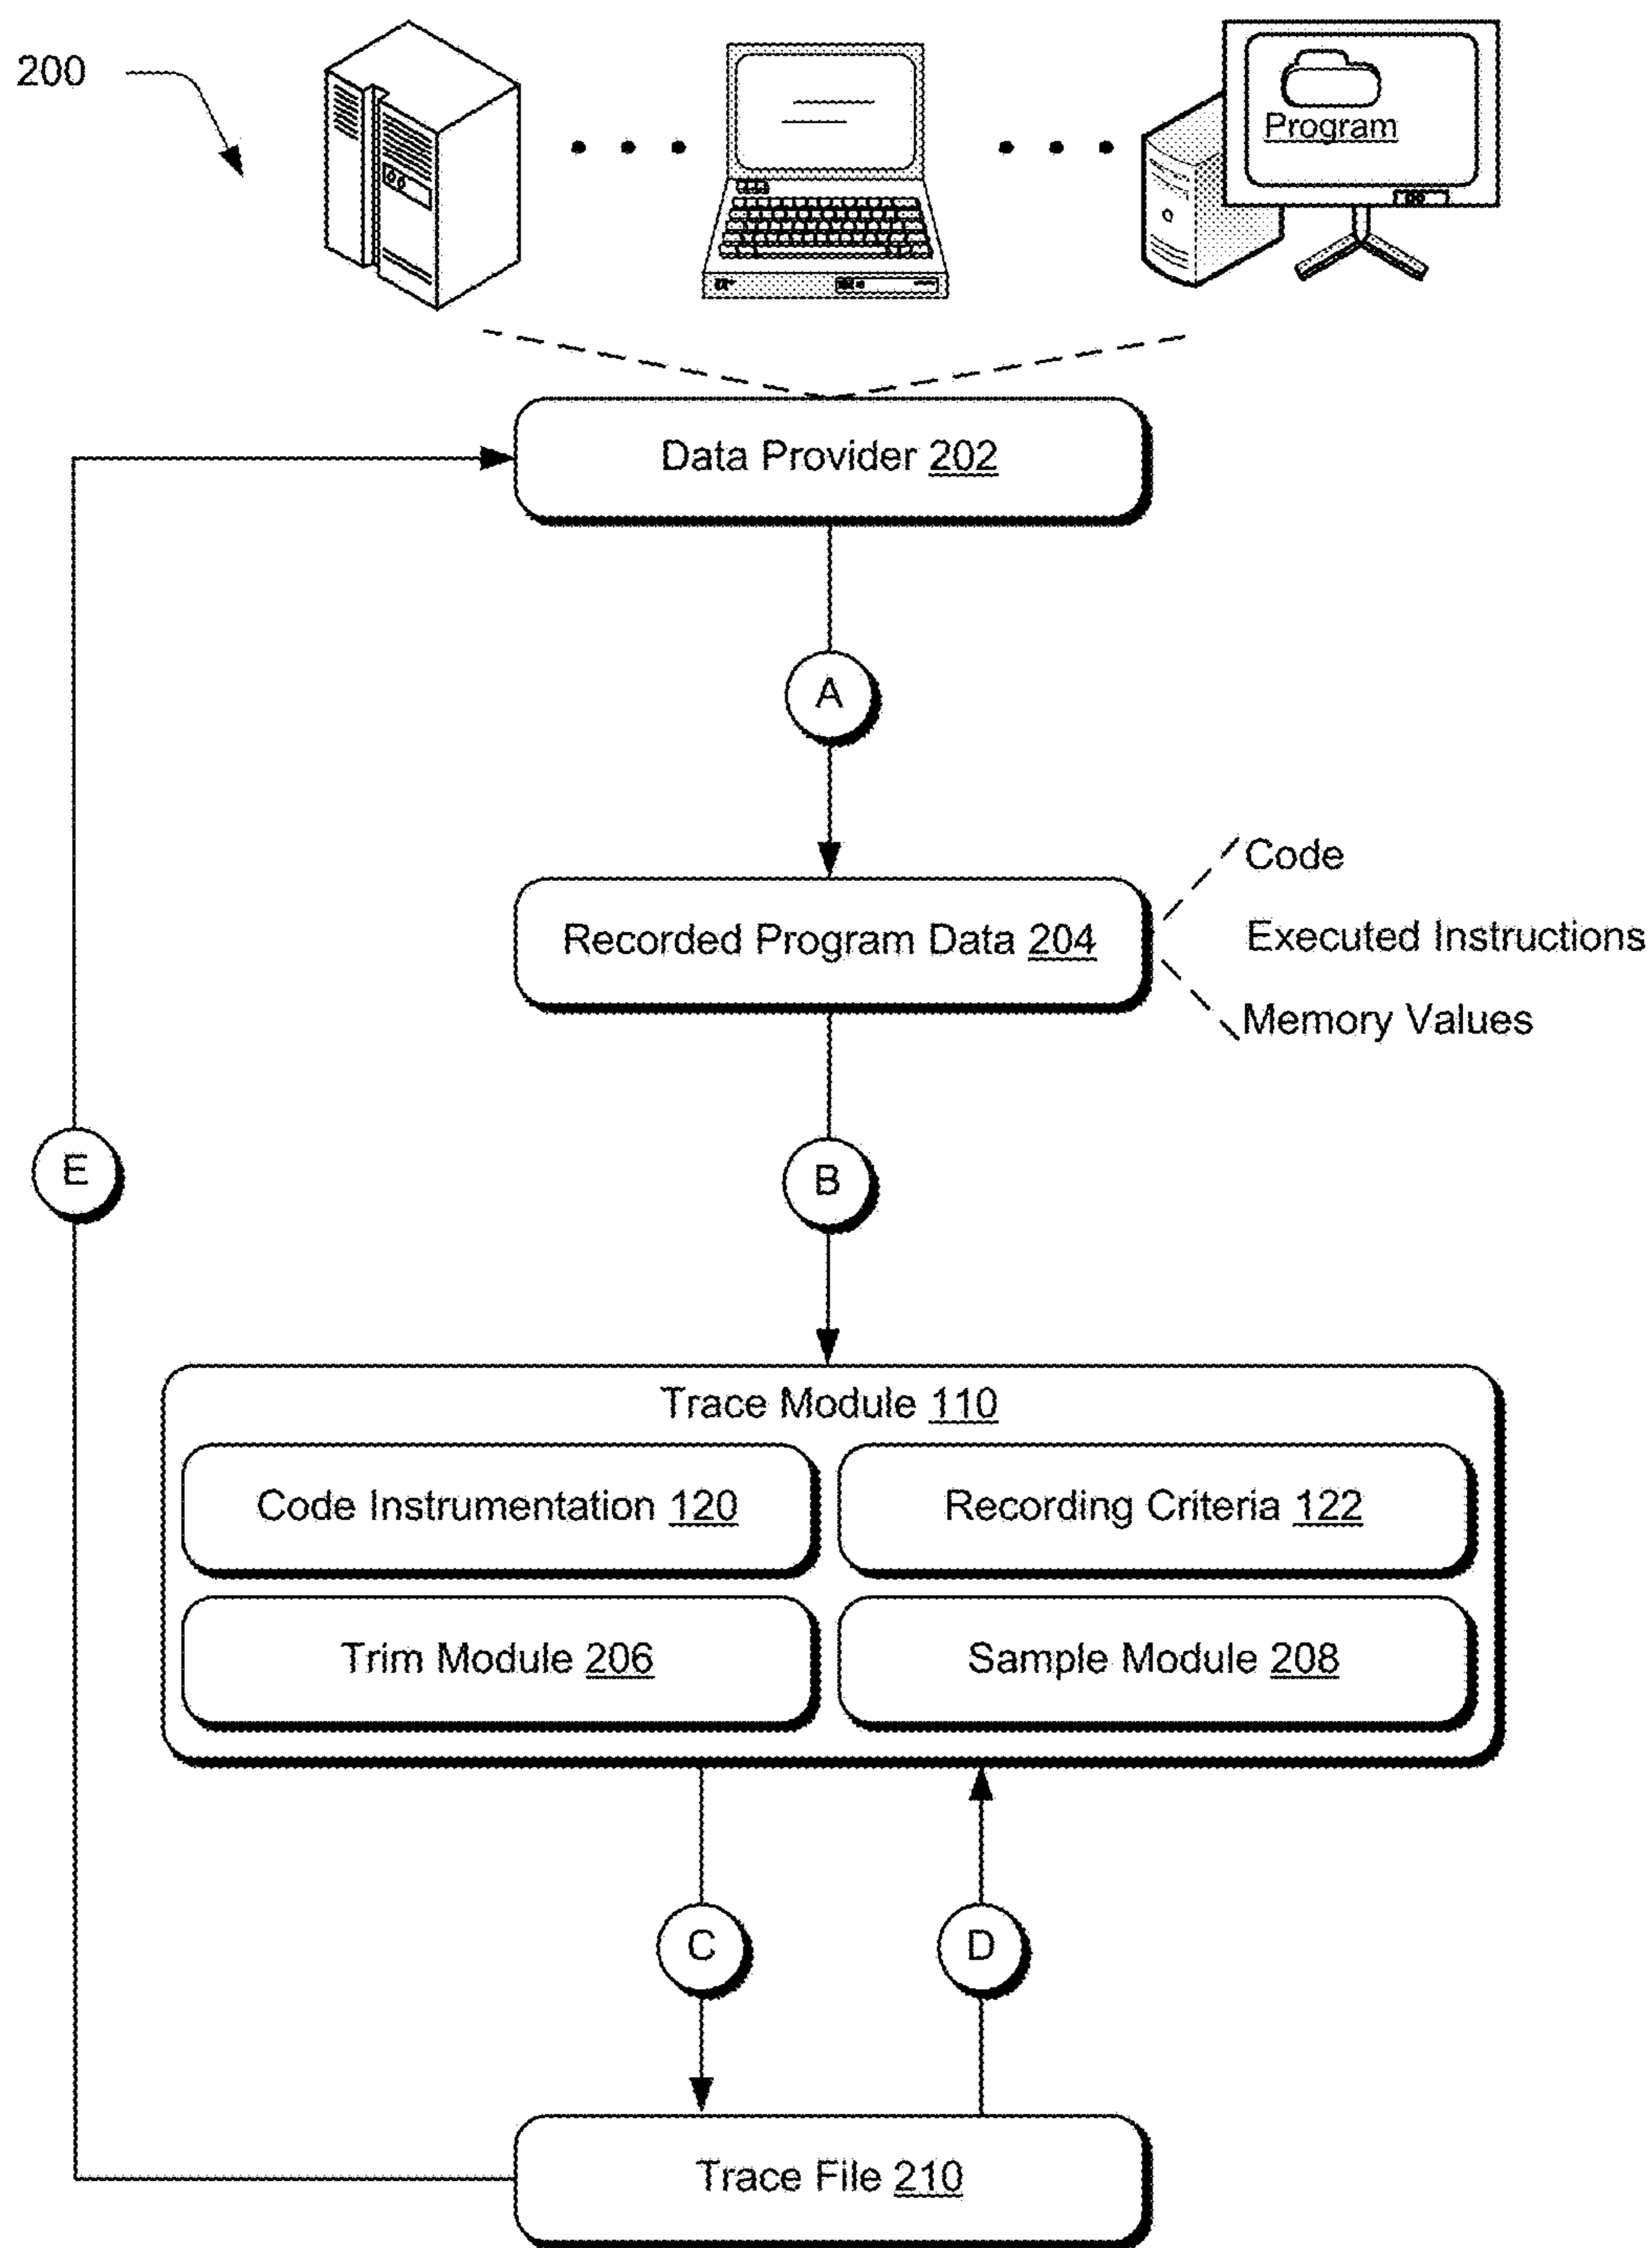 200
Program
Data Provider 202
A
Code
Recorded Program Data 204
Executed Instructions
Memory Values
E
B
Trace Module 110
Code Instrumentation 120
Recording Criteria 122
Trim Module 206
Sample Module 208
C
D
Trace File 210